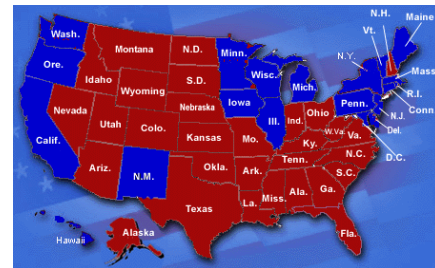 N.H.
Vt.
Maine
Wash.
Montana
N.D.
Minn.
Ore.
Idaho
Wyoming
S.D.
Wisc.
Mich.
N.Y.
Mass
R.I.
Conn
Nevada
Utah
Colo.
Nebraska
Iowa
Ill.
Ind.
Ohio
Penn.
N.J.
Del.
D.C.
Calif.
Kansas
Mo.
Ky.
W.Va.
Va.
Ariz.
N.M.
Okla.
Ark.
Tenn.
N.C.
S.C.
Texas
La.
Miss.
Ala.
Ga.
Fla.
Hawaii
Alaska